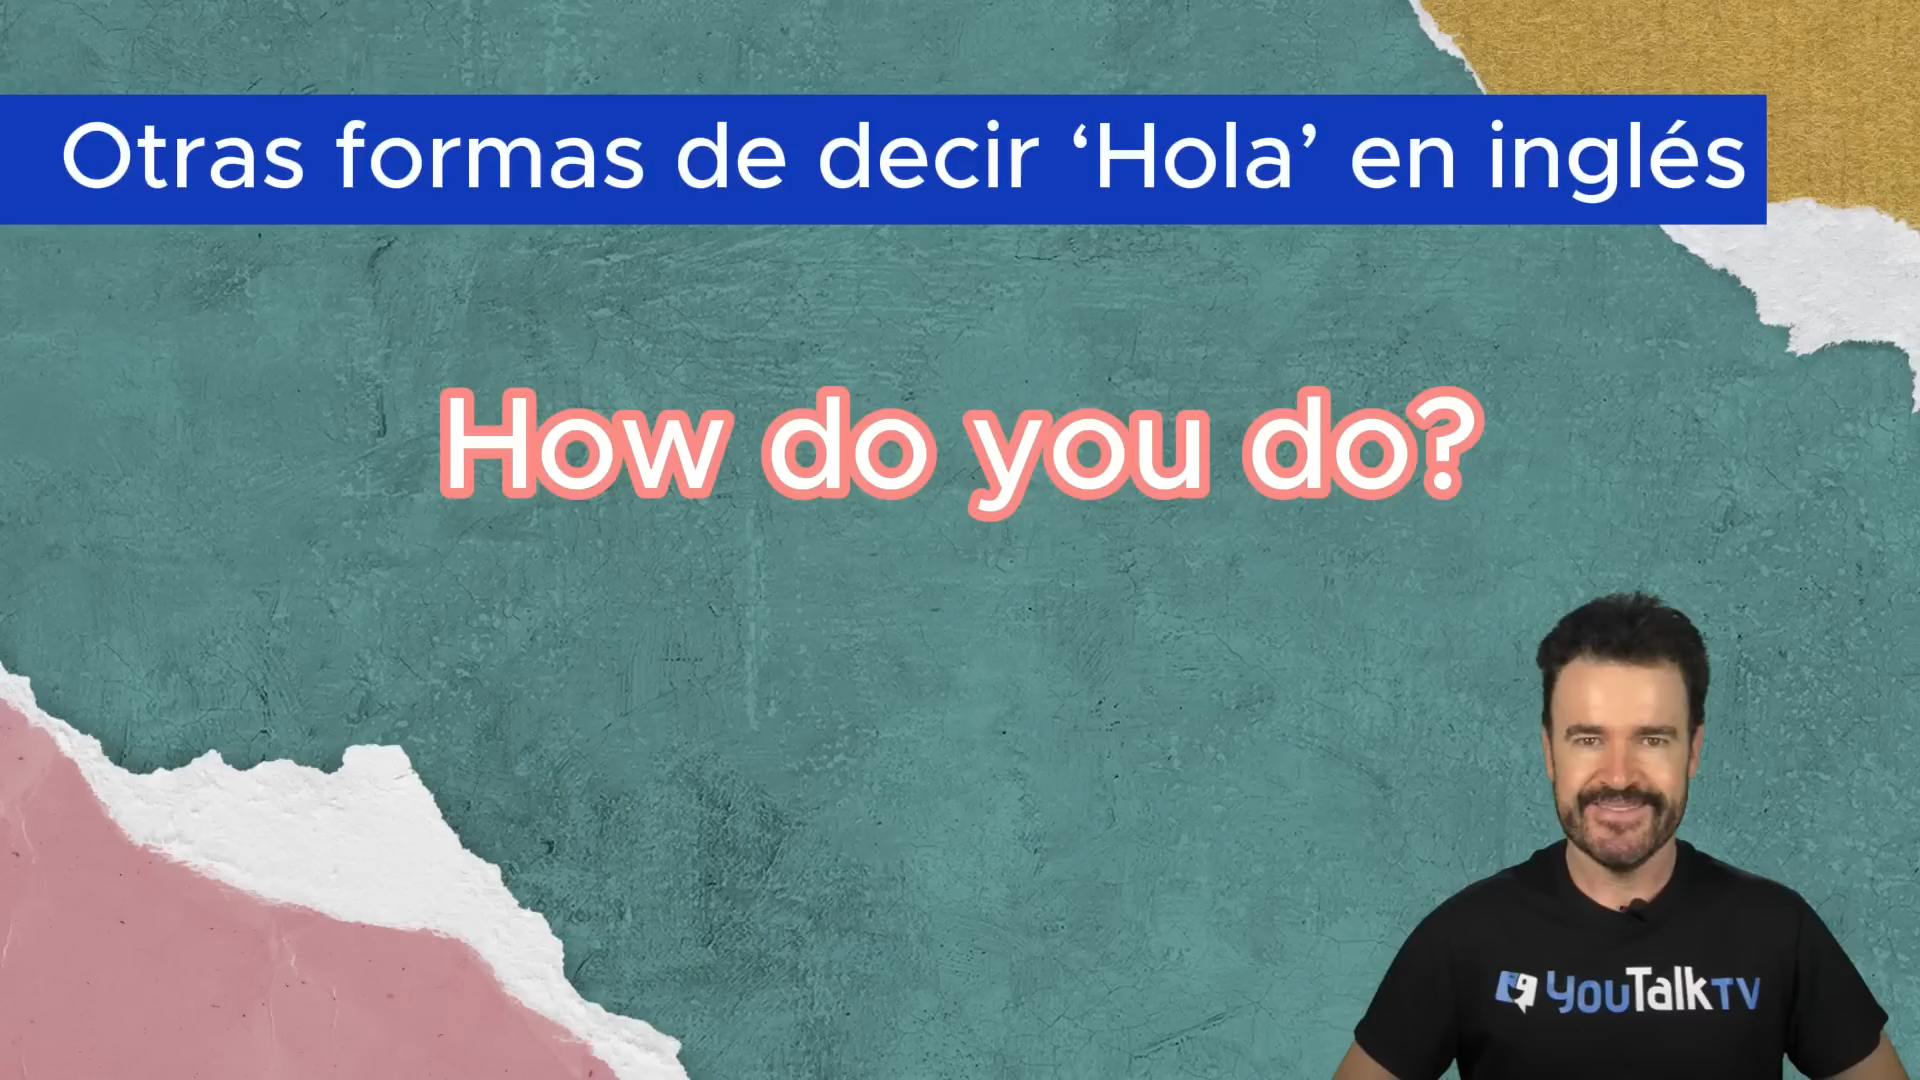 Otras formas de decir ‘Hola’ en inglés
How do you do?
YouTalkTV